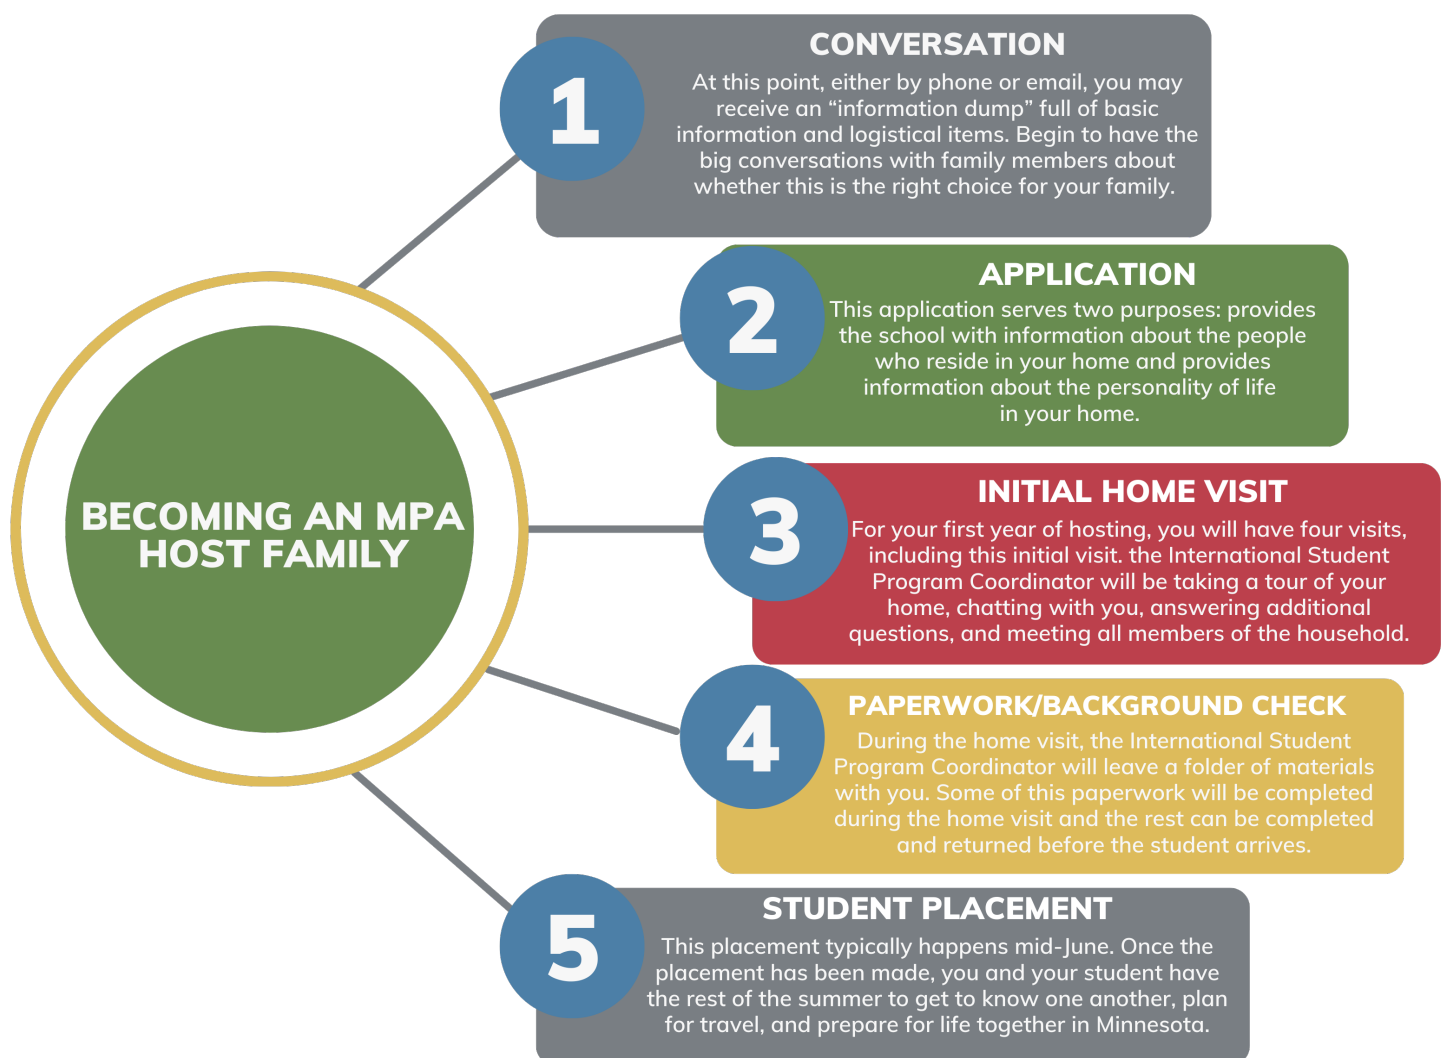 BECOMING AN MPA
HOST FAMILY
1
CONVERSATION
At this point, either by phone or email, you may
receive an “information dump” full of basic
information and logistical items. Begin to have the
big conversations with family members about
whether this is the right choice for your family.
2
APPLICATION
This application serves two purposes: provides
the school with information about the people
who reside in your home and provides
information about the personality of life
in your home.
3
INITIAL HOME VISIT
For your first year of hosting, you will have four visits,
including this initial visit. the International Student
Program Coordinator will be taking a tour of your
home, chatting with you, answering additional
questions, and meeting all members of the household.
4
PAPERWORK/BACKGROUND CHECK
During the home visit, the International Student
Program Coordinator will leave a folder of materials
with you. Some of this paperwork will be completed
during the home visit and the rest can be completed
and returned before the student arrives.
5
STUDENT PLACEMENT
This placement typically happens mid-June. Once the
placement has been made, you and your student have
the rest of the summer to get to know one another, plan
for travel, and prepare for life together in Minnesota.